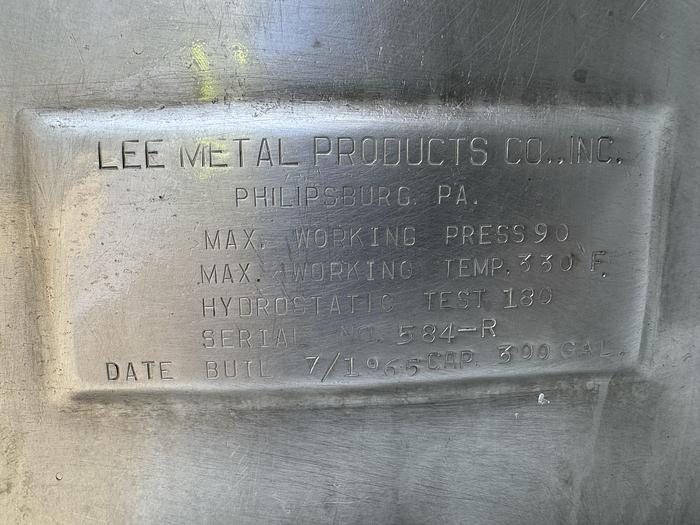 LEE METAL PRODUCTS CO., INC.
PHILIPSBURG, PA.
MAX. WORKING PRESS 90
MAX. WORKING TEMP. 330 F.
HYDROSTATIC TEST 180
SERIAL NO. 584-R
DATE BUIL 7/1965 CAP. 300 GAL.